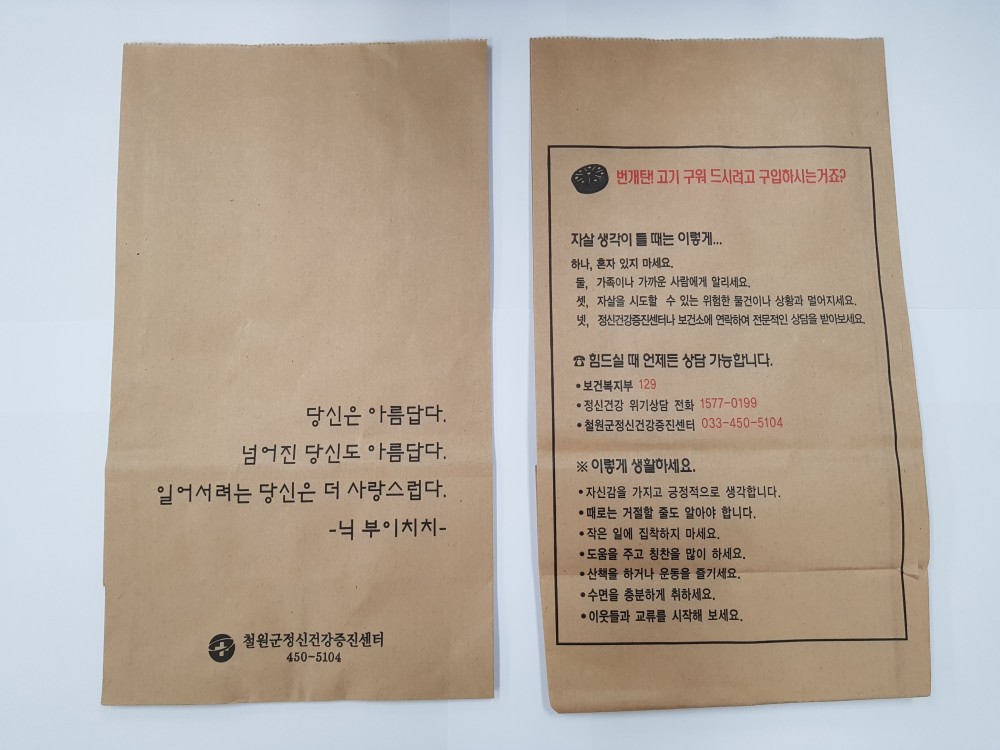 당신은 아름답다.
넘어진 당신도 아름답다.
일어서려는 당신은 더 사랑스럽다.
-닉 부이치치-
철원군정신건강증진센터
450-5104
번개탄! 고기 구워 드시려고 구입하시는거죠?
자살 생각이 들 때는 이렇게...
하나, 혼자 있지 마세요.
둘, 가족이나 가까운 사람에게 알리세요.
셋, 자살을 시도할 수 있는 위험한 물건이나 상황과 멀어지세요.
넷, 정신건강증진센터나 보건소에 연락하여 전문적인 상담을 받아보세요.
☎ 힘드실 때 언제든 상담 가능합니다.
•보건복지부 129
•정신건강 위기상담 전화 1577-0199
•철원군정신건강증진센터 033-450-5104
※ 이렇게 생활하세요.
•자신감을 가지고 긍정적으로 생각합니다.
•때로는 거절할 줄도 알아야 합니다.
•작은 일에 집착하지 마세요.
•도움을 주고 칭찬을 많이 하세요.
•산책을 하거나 운동을 즐기세요.
•수면을 충분하게 취하세요.
•이웃들과 교류를 시작해 보세요.